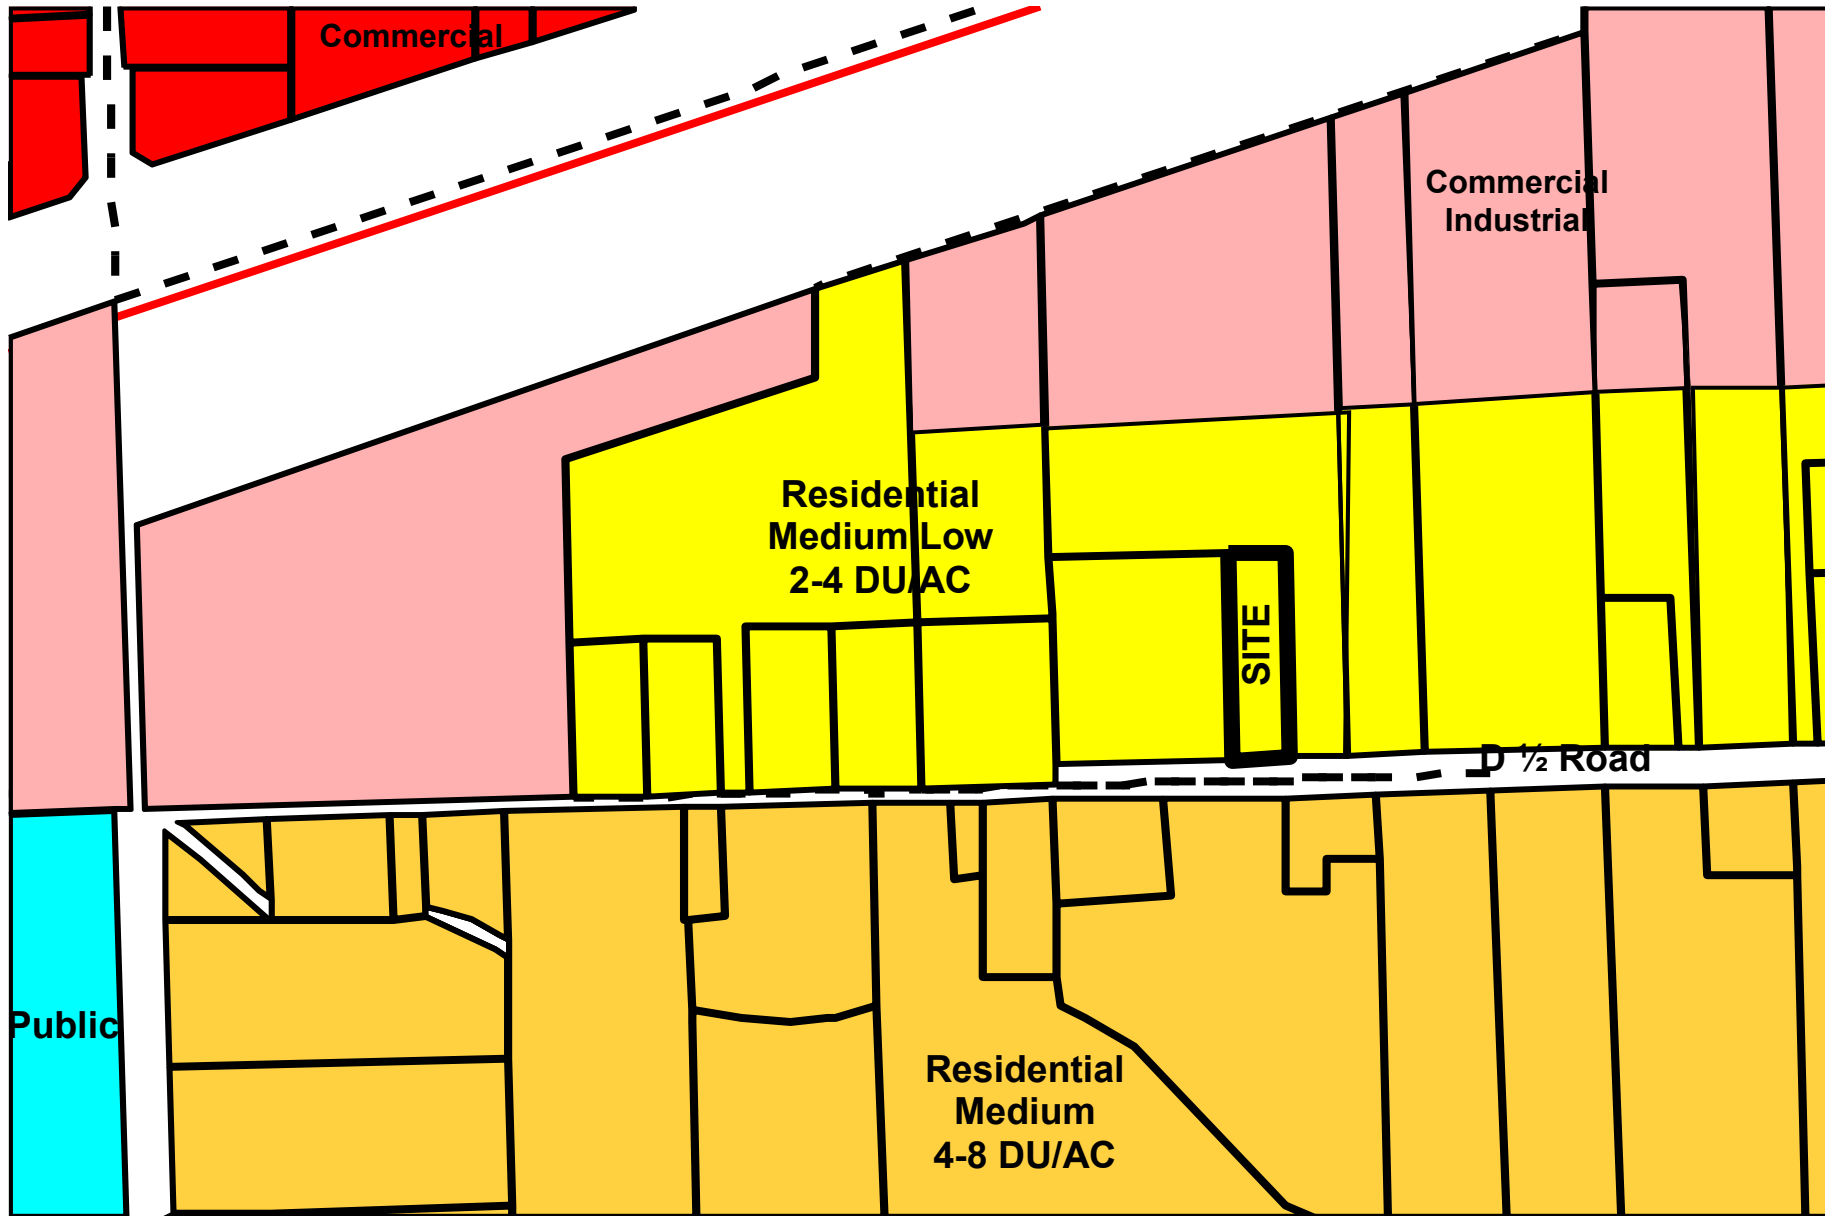 Commercial
Commercial
Industrial
Residential
Medium Low
2-4 DU/AC
SITE
D ½ Road
Public
Residential
Medium
4-8 DU/AC